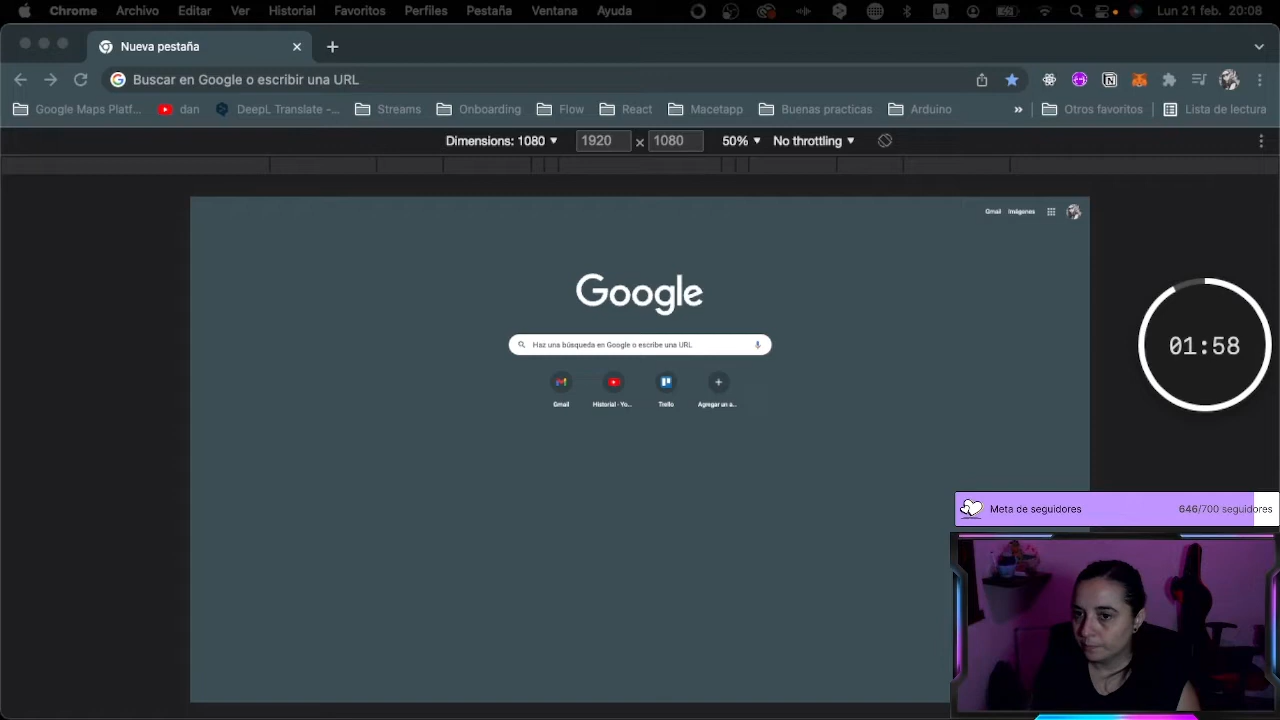 Chrome Archivo Editar Ver Historial Favoritos Perfiles Pestaña Ventana Ayuda LA Lun 21 feb. 20:08
Nueva pestaña
Buscar en Google o escribir una URL
Google Maps Platf... dan DeepL Translate -... Streams Onboarding Flow React Macetapp Buenas practicas Arduino » Otros favoritos Lista de lectura
Dimensions: 1080 1920 x 1080 50% No throttling
Gmail Imágenes
Google
Haz una búsqueda en Google o escribe una URL
Gmail Historial - Yo... Trello Agregar un a...
01:58
Meta de seguidores 646/700 seguidores